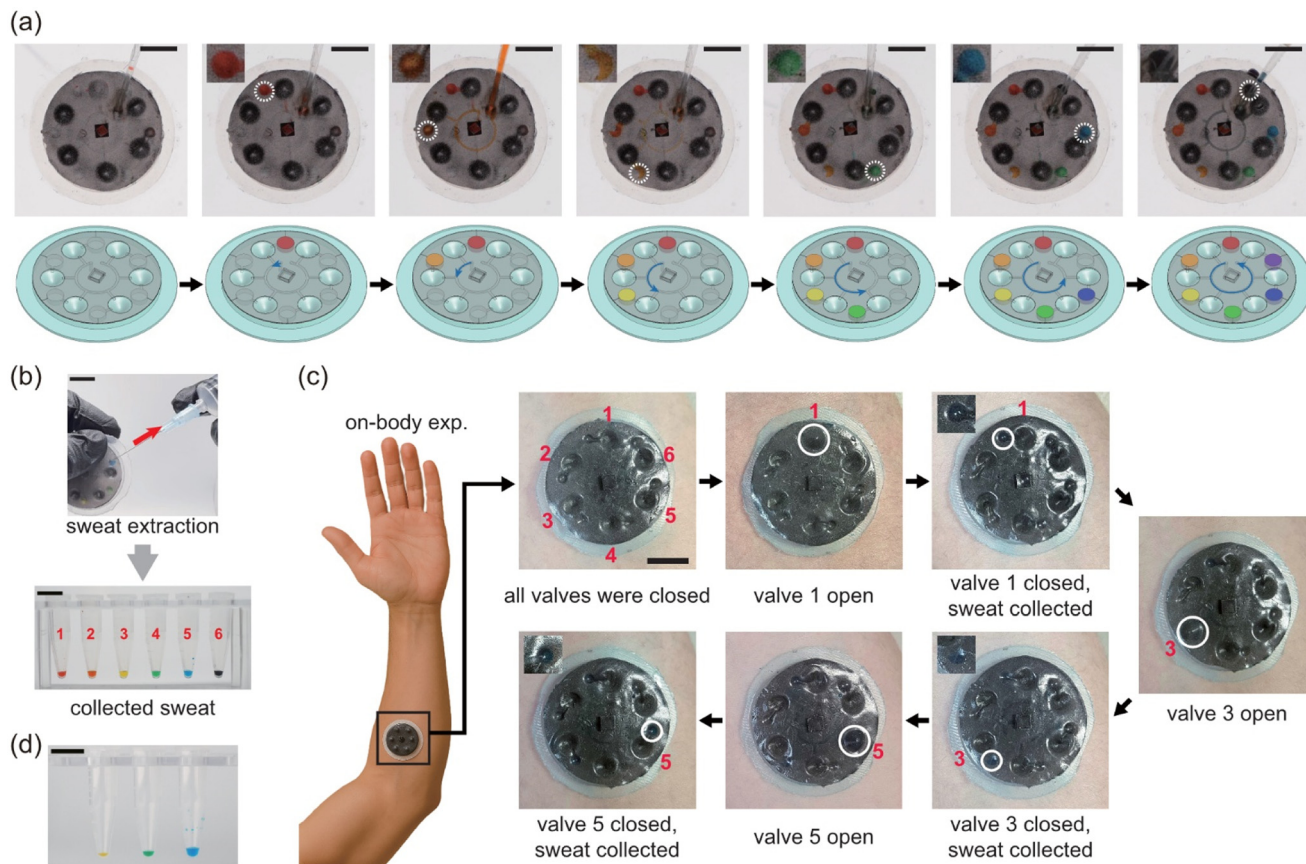 (a)
(b)
sweat extraction
1 2 3 4 5 6
collected sweat
(c)
on-body exp.
1
2
6
3
5
4
all valves were closed
1
valve 1 open
1
valve 1 closed,
sweat collected
3
valve 3 open
3
valve 3 closed,
sweat collected
5
valve 5 open
5
valve 5 closed,
sweat collected
(d)